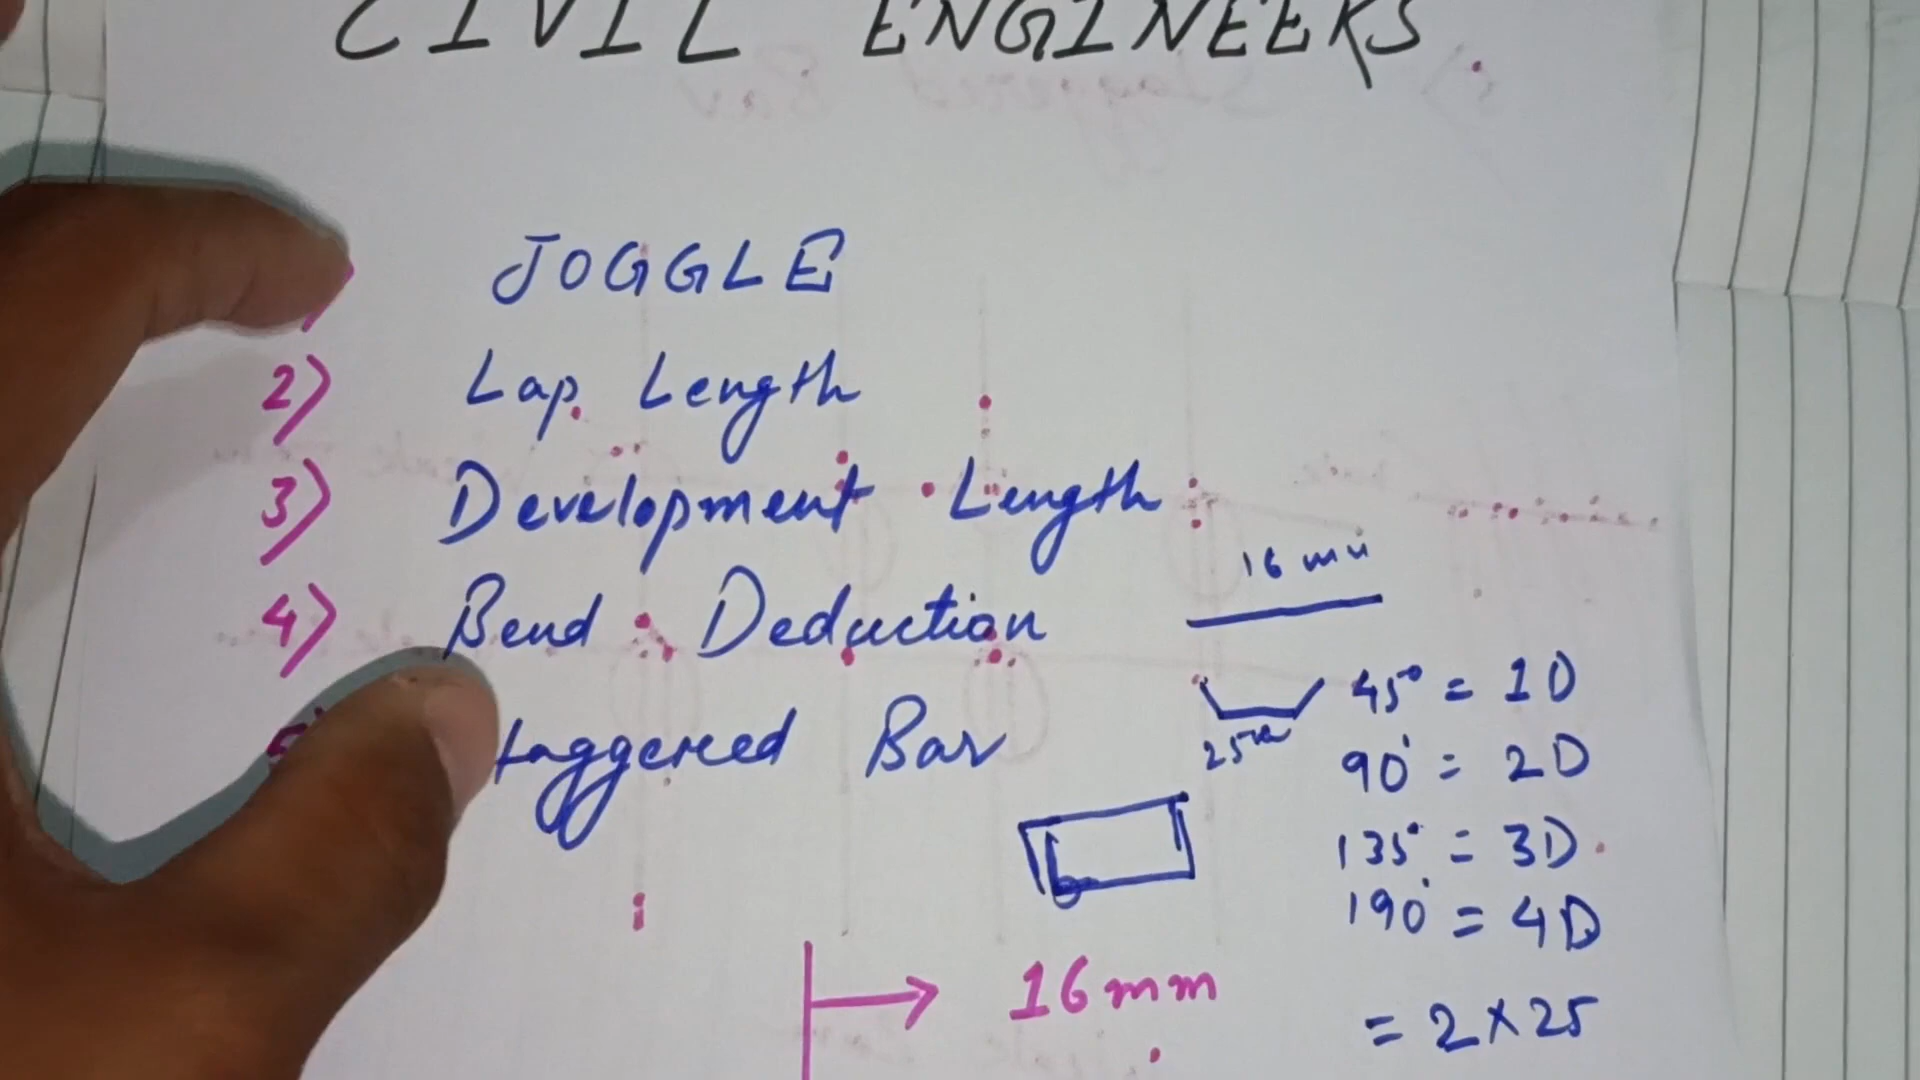 CIVIL ENGINEERS
JOGGLE
2) Lap Length
3) Development Length
4) Bend Deduction
taggered Bar
16 mm
25
45° = 1D
90° = 2D
135° = 3D
190° = 4D
16mm
= 2 x 25